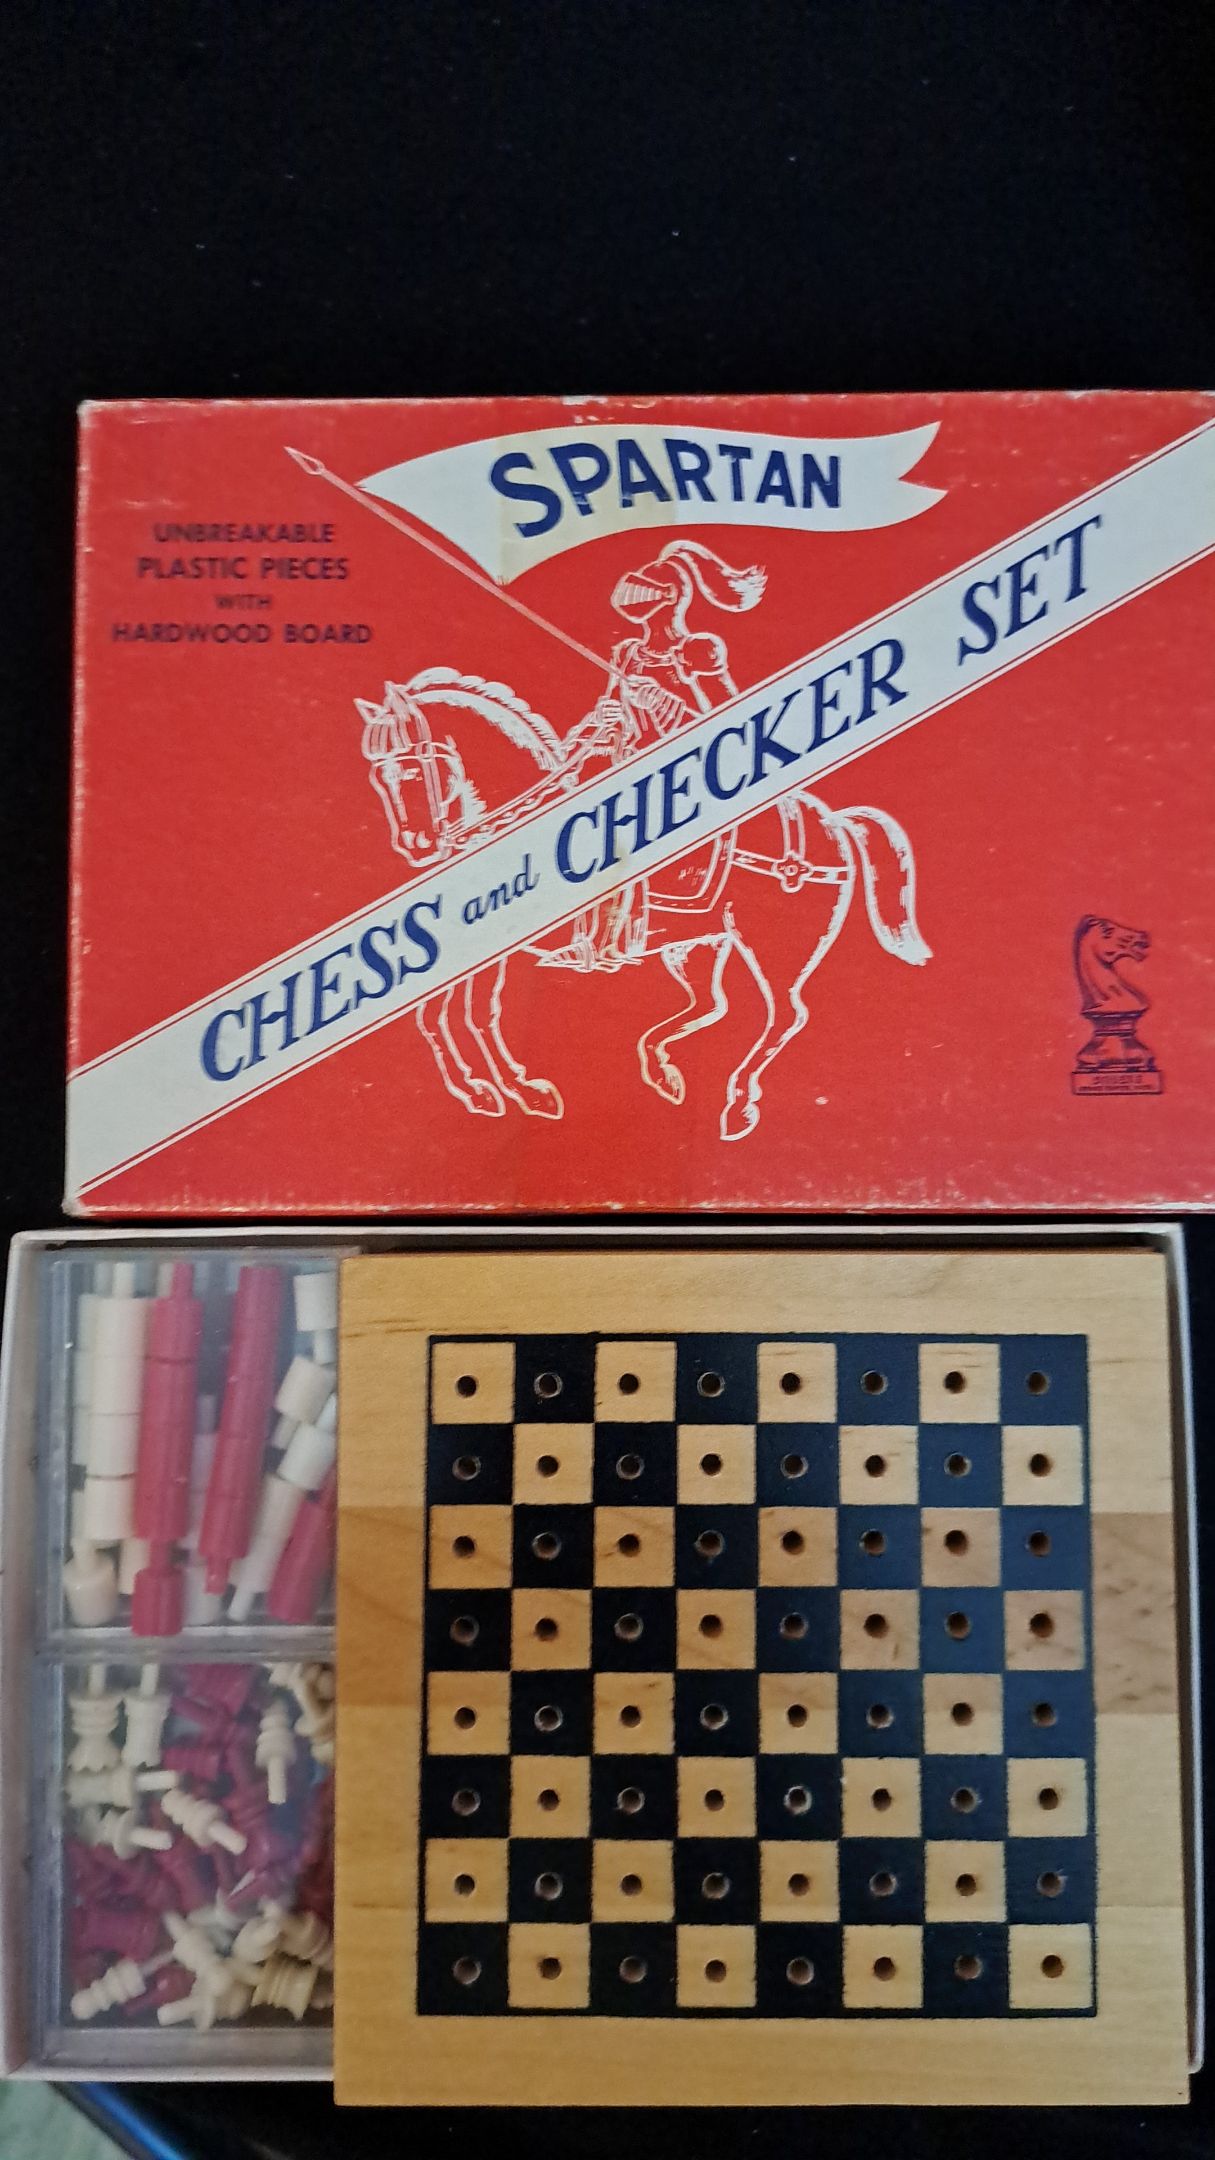 SPARTAN
UNBREAKABLE
PLASTIC PIECES
WITH
HARDWOOD BOARD
CHESS and CHECKER SET